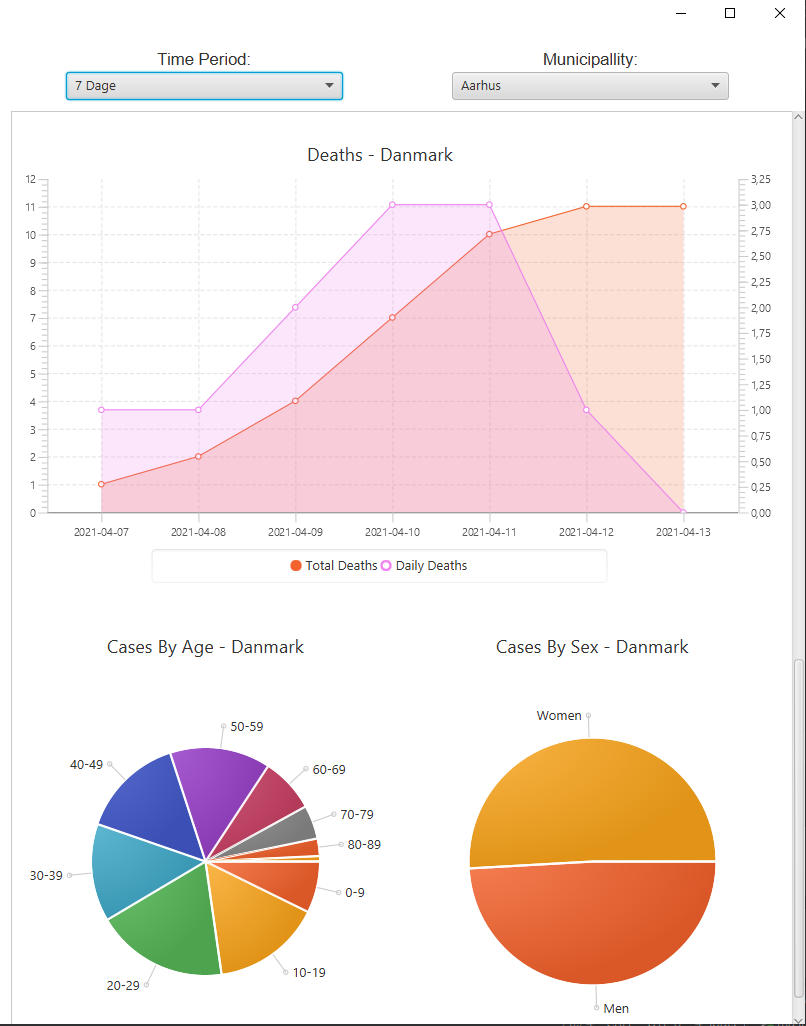 Time Period: Municipallity:
7 Dage Aarhus
Deaths - Danmark
12 3,25
11 3,00
10 2,75
9 2,50
8 2,25
7 2,00
6 1,75
5 1,50
4 1,25
3 1,00
2 0,75
1 0,50
0 0,25
0,00
2021-04-07 2021-04-08 2021-04-09 2021-04-10 2021-04-11 2021-04-12 2021-04-13
Total Deaths Daily Deaths
Cases By Age - Danmark Cases By Sex - Danmark
50-59
40-49
60-69
70-79
80-89
30-39
0-9
10-19
20-29
Women
Men